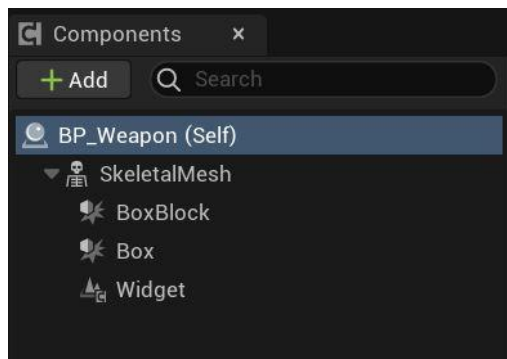 Components
+ Add
Search
BP_Weapon (Self)
SkeletalMesh
BoxBlock
Box
Widget